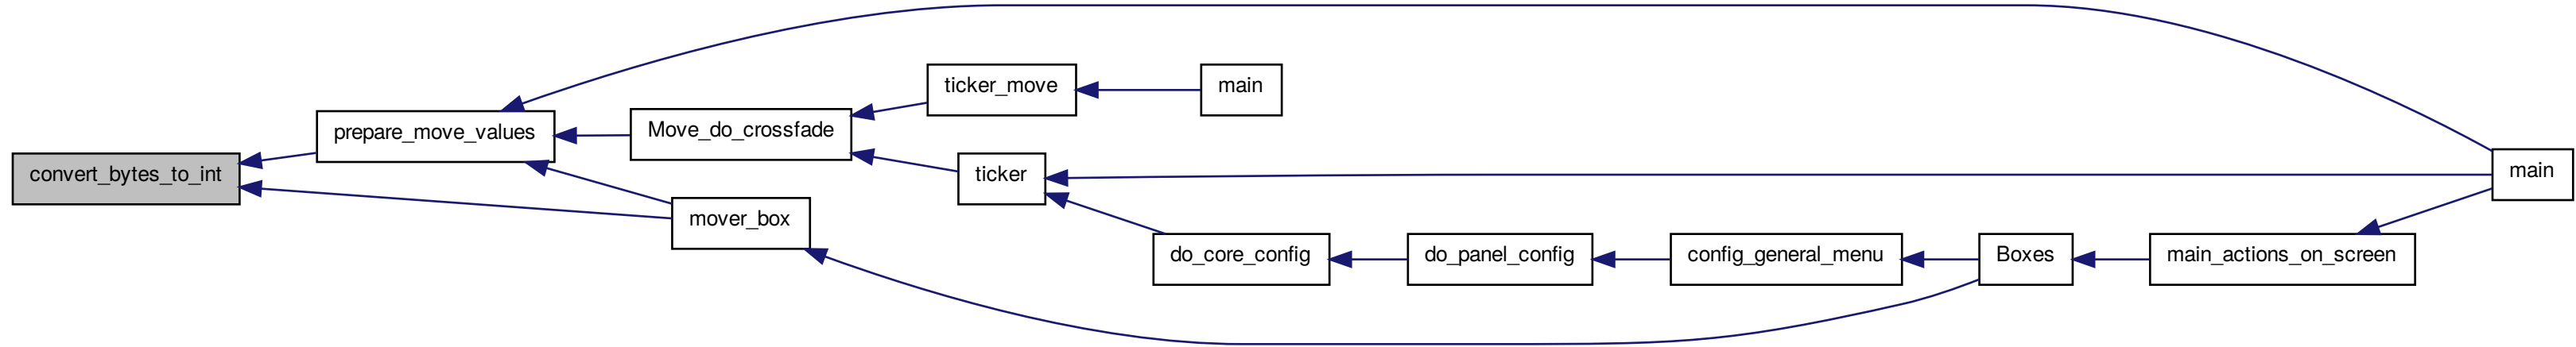 convert_bytes_to_int
prepare_move_values
mover_box
Move_do_crossfade
ticker_move
main
ticker
do_core_config
do_panel_config
config_general_menu
Boxes
main_actions_on_screen
main